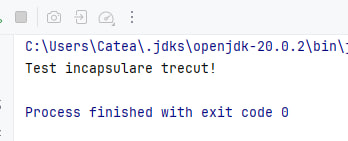 C:\Users\Catea\.jdks\openjdk-20.0.2\bin\j
Test incapsulare trecut!
Process finished with exit code 0